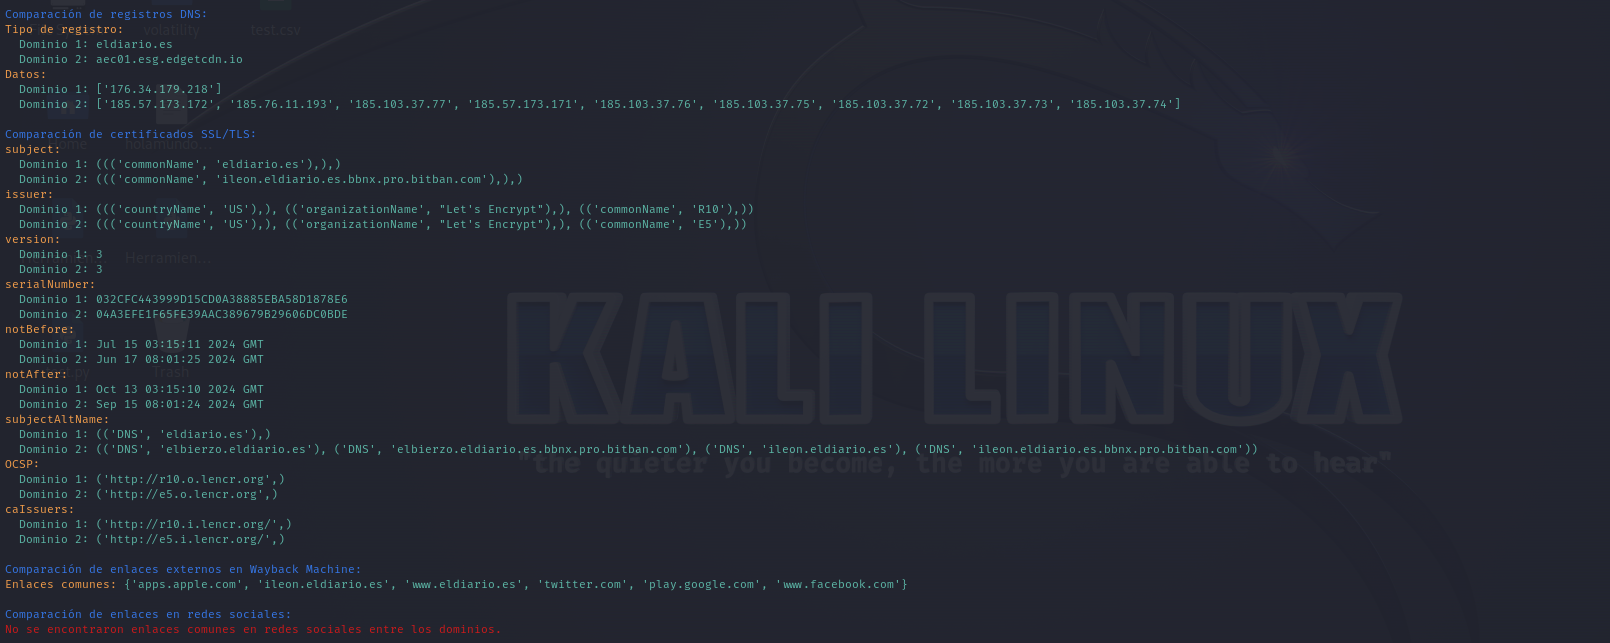 Comparación de registros DNS:
Tipo de registro:
volatility
test.csv
Dominio 1: eldiario.es
Dominio 2: aec01.esg.edgetcdn.io
Datos:
Dominio 1: ['176.34.179.218']
Dominio 2: ['185.57.173.172', '185.76.11.193', '185.103.37.77', '185.57.173.171', '185.103.37.76', '185.103.37.75', '185.103.37.72', '185.103.37.73', '185.103.37.74']
Comparación de certificados SSL/TLS:
holamundo...
subject:
Dominio 1: ((('commonName', 'eldiario.es'),),)
Dominio 2: ((('commonName', 'ileon.eldiario.es.bbnx.pro.bitban.com'),),)
issuer:
Dominio 1: ((('countryName', 'US'),), (('organizationName', "Let's Encrypt"),), (('commonName', 'R10'),))
Dominio 2: ((('countryName', 'US'),), (('organizationName', "Let's Encrypt"),), (('commonName', 'E5'),))
version:
Dominio 1: 3
Herramien...
Dominio 2: 3
serialNumber:
Dominio 1: 032CFC443999D15CD0A38885EBA58D1878E6
Dominio 2: 04A3EFE1F65FE39AAC389679B29606DC0BDE
notBefore:
Dominio 1: Jul 15 03:15:11 2024 GMT
Dominio 2: Jun 17 08:01:25 2024 GMT
KALI LINUX
notAfter:
Trash
Dominio 1: Oct 13 03:15:10 2024 GMT
Dominio 2: Sep 15 08:01:24 2024 GMT
subjectAltName:
Dominio 1: (('DNS', 'eldiario.es'),)
Dominio 2: (('DNS', 'elbierzo.eldiario.es'), ('DNS', 'elbierzo.eldiario.es.bbnx.pro.bitban.com'), ('DNS', 'ileon.eldiario.es'), ('DNS', 'ileon.eldiario.es.bbnx.pro.bitban.com'))
"the quieter you become, the more you are able to hear"
OCSP:
Dominio 1: ('http://r10.o.lencr.org',)
Dominio 2: ('http://e5.o.lencr.org',)
caIssuers:
Dominio 1: ('http://r10.i.lencr.org/',)
Dominio 2: ('http://e5.i.lencr.org/',)
Comparación de enlaces externos en Wayback Machine:
Enlaces comunes: {'apps.apple.com', 'ileon.eldiario.es', 'www.eldiario.es', 'twitter.com', 'play.google.com', 'www.facebook.com'}
Comparación de enlaces en redes sociales:
No se encontraron enlaces comunes en redes sociales entre los dominios.